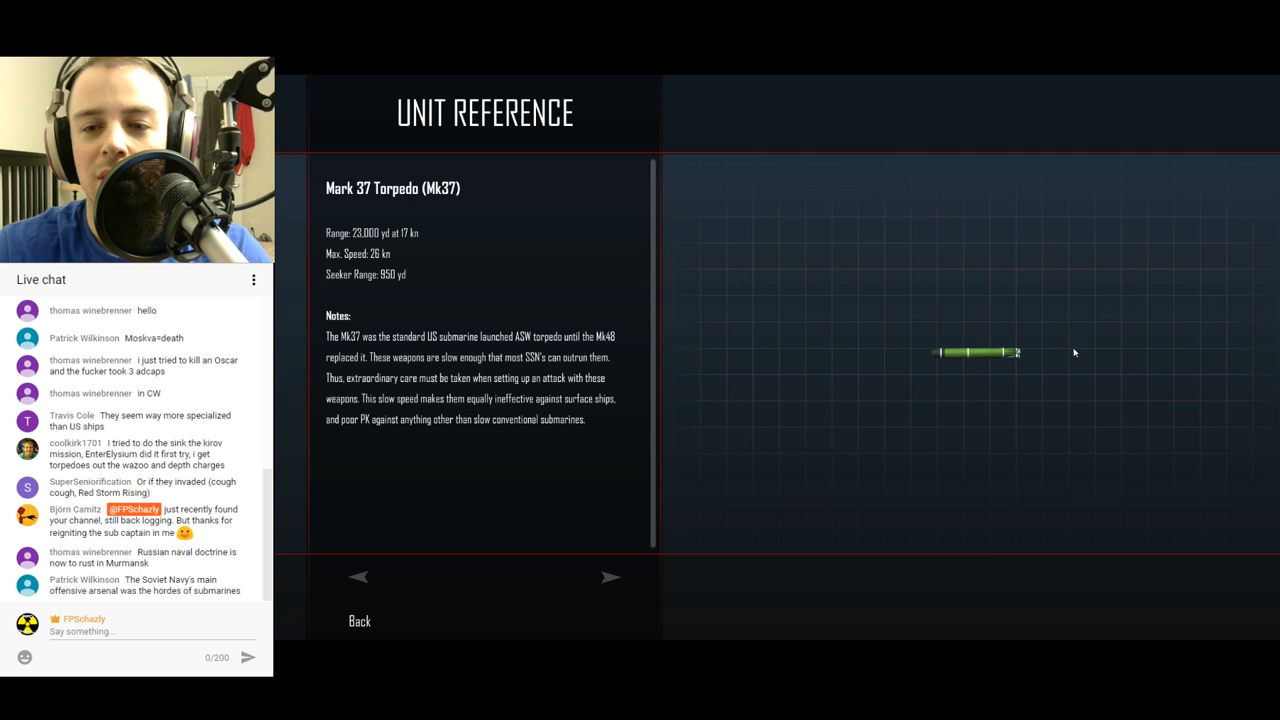 Live chat
thomas winebrenner hello
Patrick Wilkinson Moskva=death
thomas winebrenner i just tried to kill an Oscar
and the fucker took 3 adcaps
thomas winebrenner in CW
Travis Cole They seem way more specialized
than US ships
coolkirk1701 I tried to do the sink the kirov
mission, EnterElysium did it first try, i get
torpedoes out the wazoo and depth charges
SuperSeniorification Or if they invaded (cough
cough, Red Storm Rising)
Björn Camitz @FPSchazly just recently found
your channel, still back logging. But thanks for
reigniting the sub captain in me
thomas winebrenner Russian naval doctrine is
now to rust in Murmansk
Patrick Wilkinson The Soviet Navy's main
offensive arsenal was the hordes of submarines
FPSchazly
Say something...
0/200
UNIT REFERENCE
Mark 37 Torpedo (Mk37)
Range: 23,000 yd at 17 kn
Max. Speed: 26 kn
Seeker Range: 950 yd
Notes:
The Mk37 was the standard US submarine launched ASW torpedo until the Mk48
replaced it. These weapons are slow enough that most SSN's can outrun them.
Thus, extraordinary care must be taken when setting up an attack with these
weapons. This slow speed makes them equally ineffective against surface ships,
and poor PK against anything other than slow conventional submarines.
Back
T
S